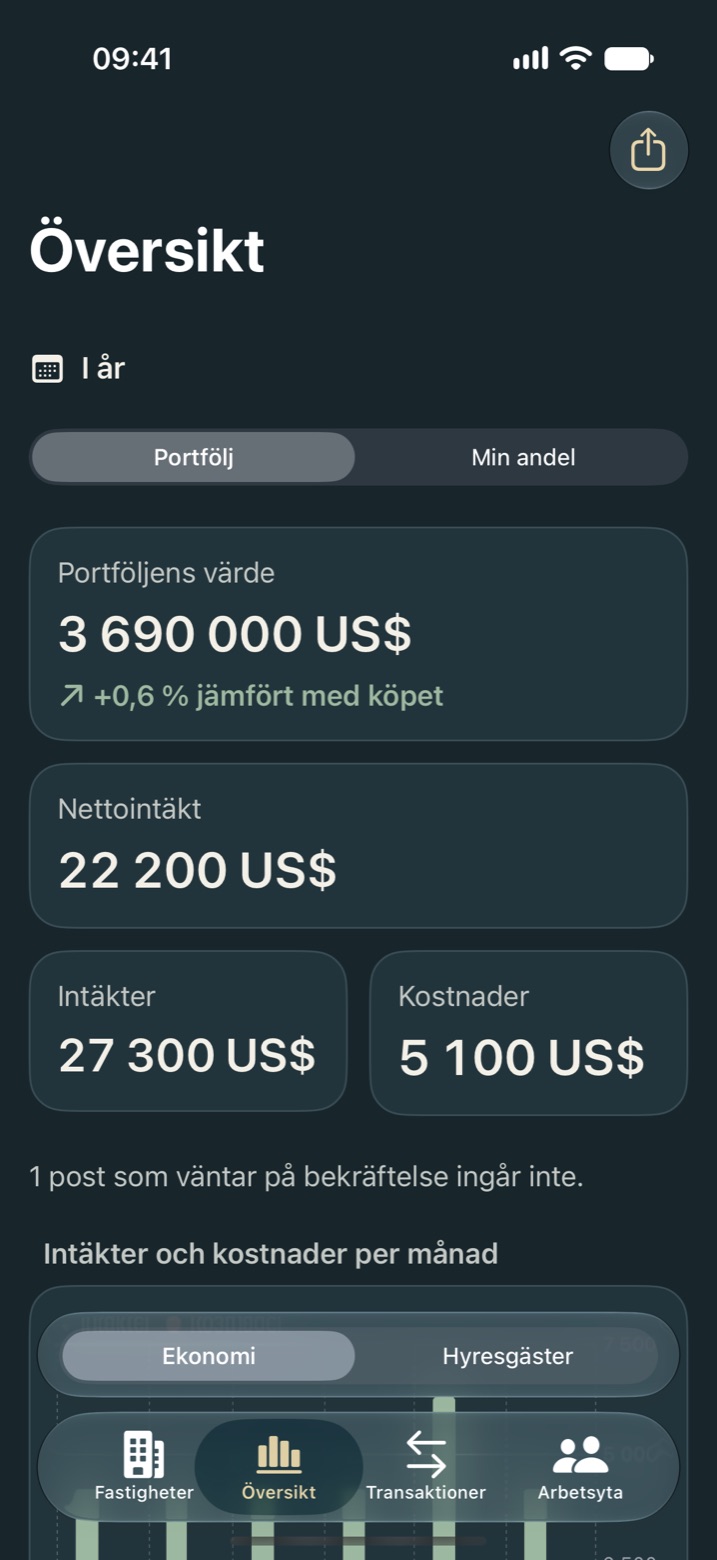 09:41
Översikt
I år
Portfölj
Min andel
Portföljens värde
3 690 000 US$
+0,6 % jämfört med köpet
Nettointäkt
22 200 US$
Intäkter
27 300 US$
Kostnader
5 100 US$
1 post som väntar på bekräftelse ingår inte.
Intäkter och kostnader per månad
Ekonomi
Hyresgäster
Fastigheter
Översikt
Transaktioner
Arbetsyta